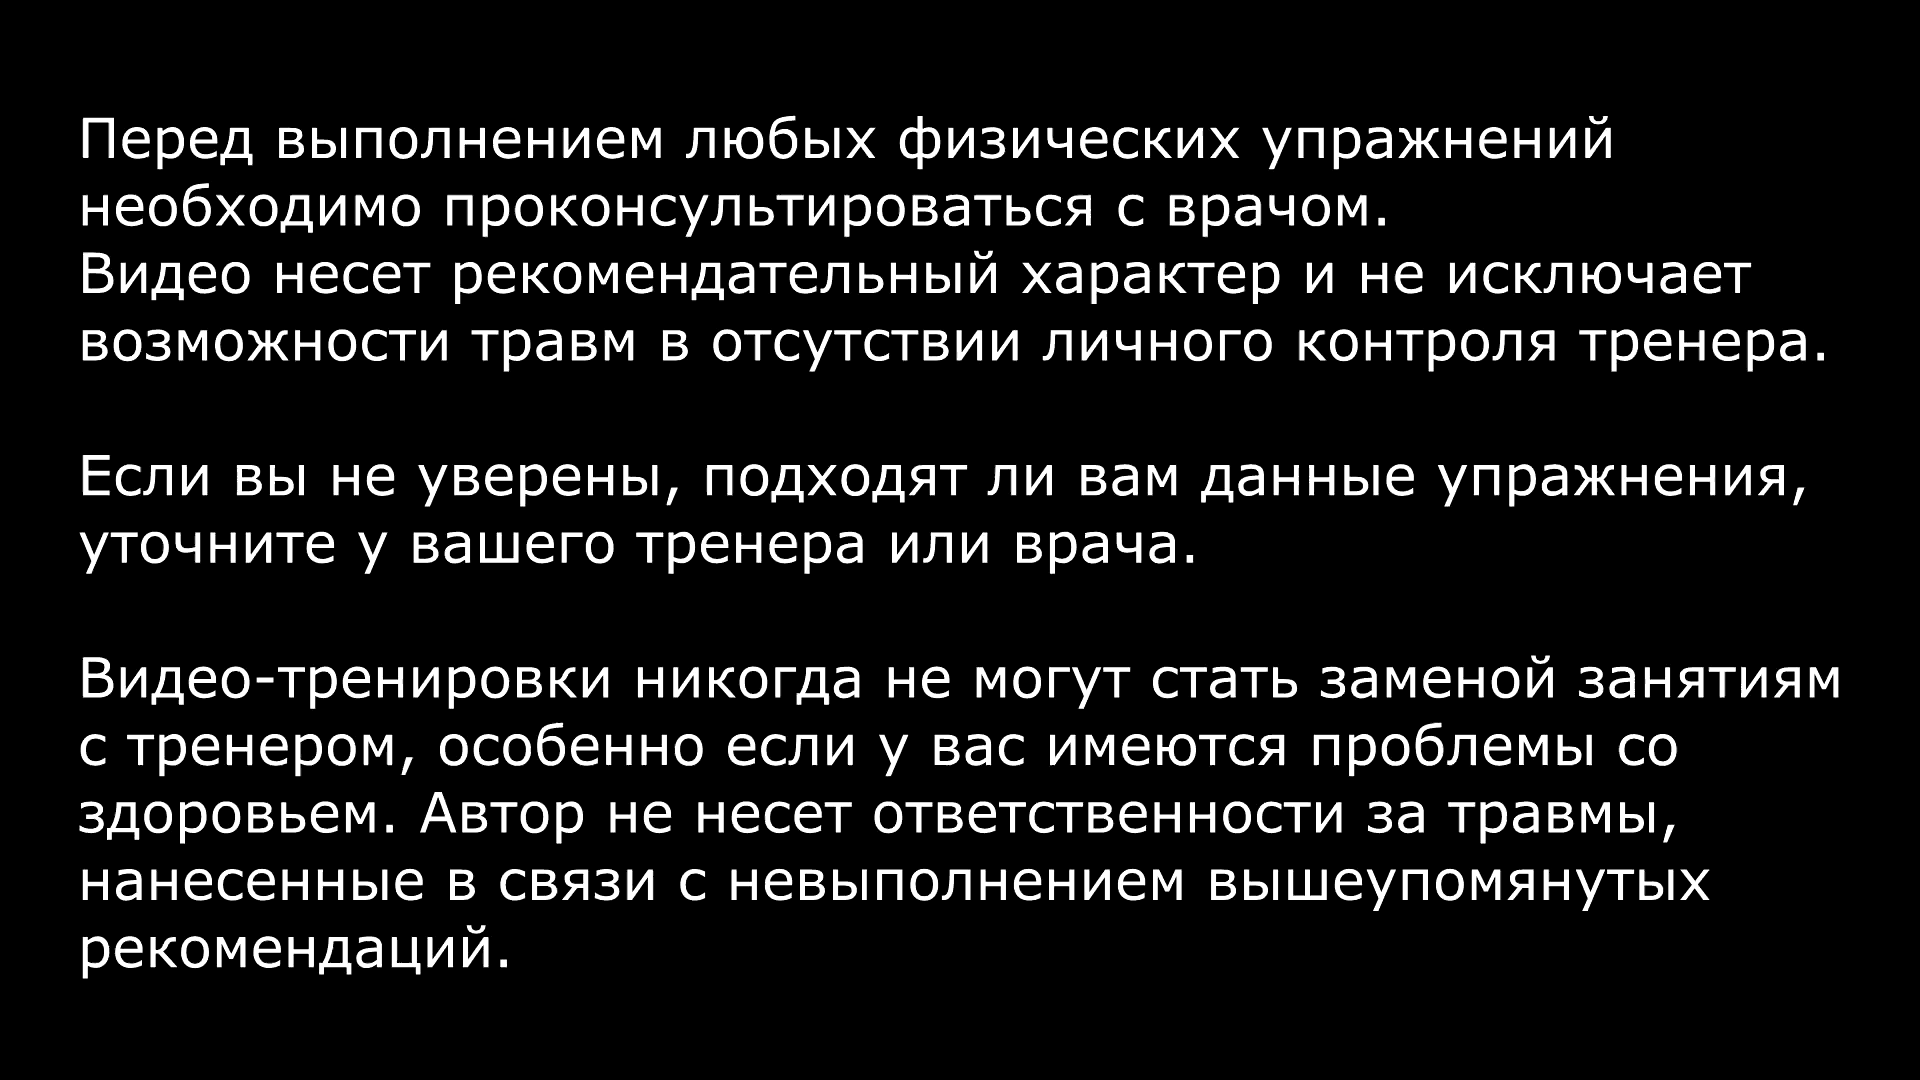 Перед выполнением любых физических упражнений
необходимо проконсультироваться с врачом.
Видео несет рекомендательный характер и не исключает
возможности травм в отсутствии личного контроля тренера.
Если вы не уверены, подходят ли вам данные упражнения,
уточните у вашего тренера или врача.
Видео-тренировки никогда не могут стать заменой занятиям
с тренером, особенно если у вас имеются проблемы со
здоровьем. Автор не несет ответственности за травмы,
нанесенные в связи с невыполнением вышеупомянутых
рекомендаций.